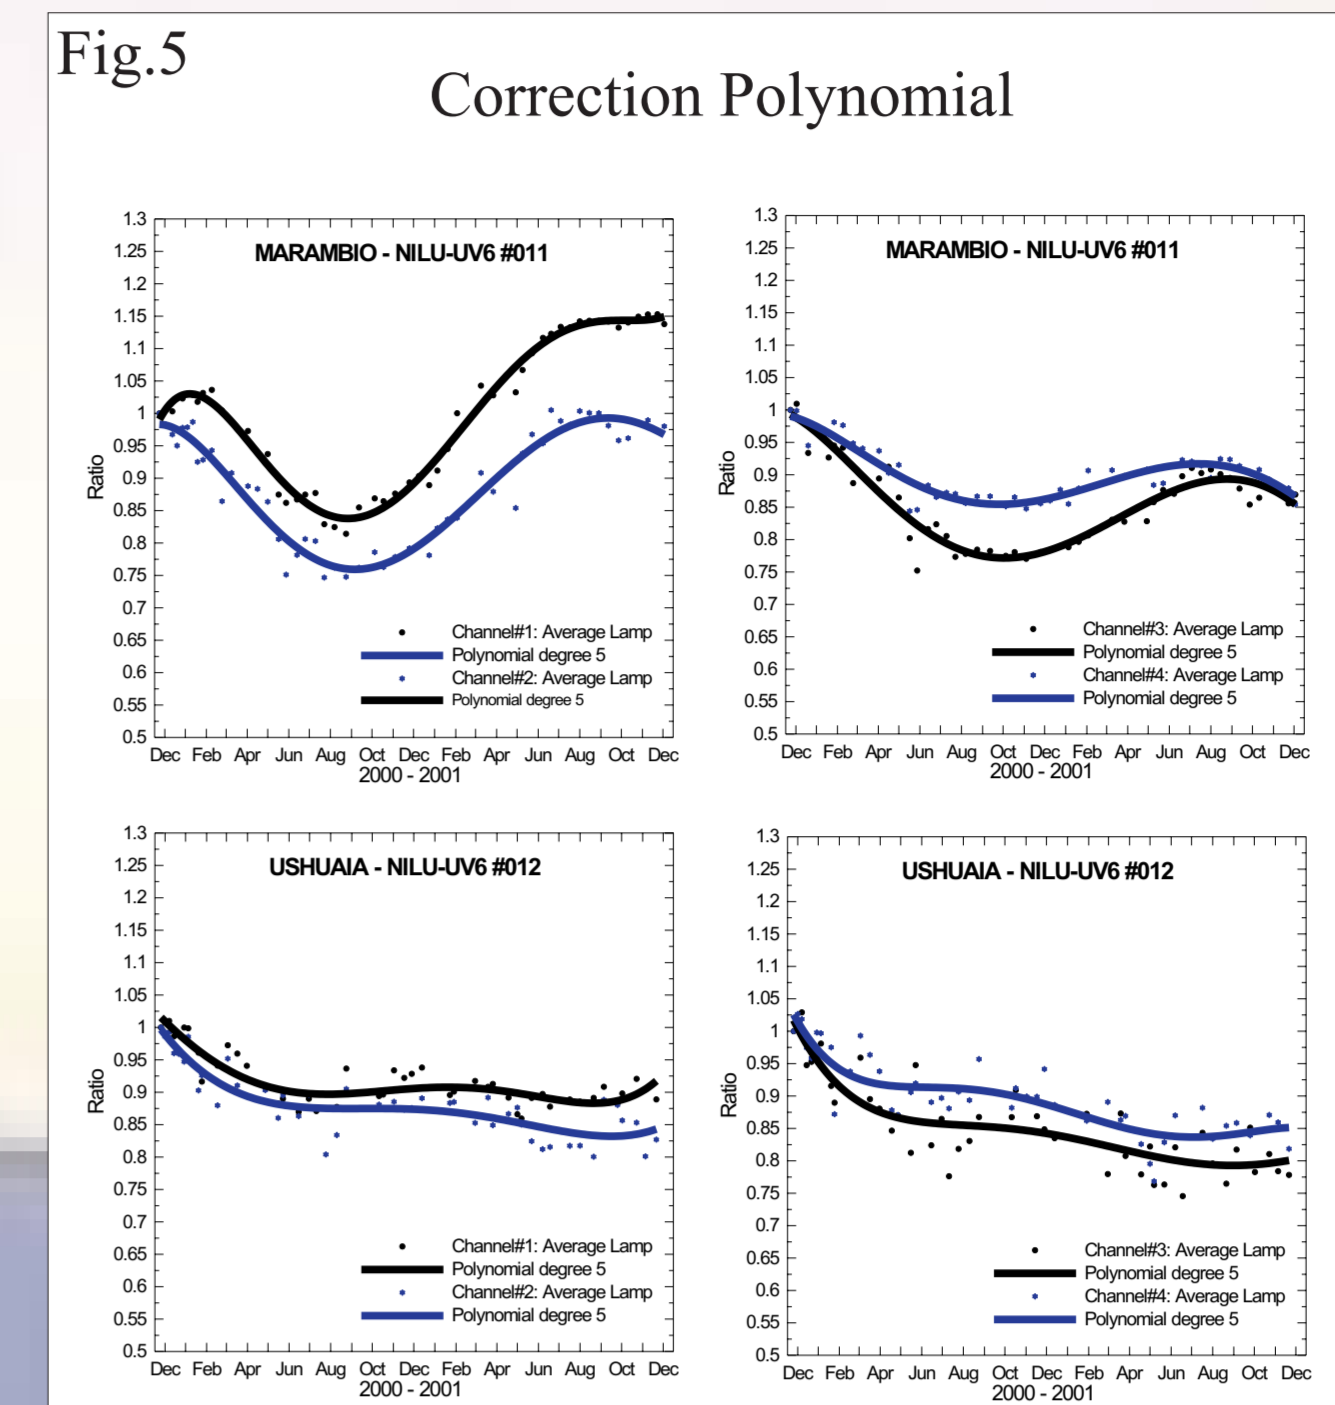 Fig.5
Correction Polynomial
MARAMBIO - NILU-UV6 #011
1.3
1.25
1.2
1.15
1.1
1.05
1
0.95
0.9
0.85
0.8
0.75
0.7
0.65
0.6
0.55
0.5
Ratio
Channel#1: Average Lamp
Polynomial degree 5
Channel#2: Average Lamp
Polynomial degree 5
Dec Feb Apr Jun Aug Oct Dec Feb Apr Jun Aug Oct Dec
2000 - 2001
MARAMBIO - NILU-UV6 #011
1.3
1.25
1.2
1.15
1.1
1.05
1
0.95
0.9
0.85
0.8
0.75
0.7
0.65
0.6
0.55
0.5
Ratio
Channel#3: Average Lamp
Polynomial degree 5
Channel#4: Average Lamp
Polynomial degree 5
Dec Feb Apr Jun Aug Oct Dec Feb Apr Jun Aug Oct Dec
2000 - 2001
USHUAIA - NILU-UV6 #012
1.3
1.25
1.2
1.15
1.1
1.05
1
0.95
0.9
0.85
0.8
0.75
0.7
0.65
0.6
0.55
0.5
Ratio
Channel#1: Average Lamp
Polynomial degree 5
Channel#2: Average Lamp
Polynomial degree 5
Dec Feb Apr Jun Aug Oct Dec Feb Apr Jun Aug Oct Dec
2000 - 2001
USHUAIA - NILU-UV6 #012
1.3
1.25
1.2
1.15
1.1
1.05
1
0.95
0.9
0.85
0.8
0.75
0.7
0.65
0.6
0.55
0.5
Ratio
Channel#3: Average Lamp
Polynomial degree 5
Channel#4: Average Lamp
Polynomial degree 5
Dec Feb Apr Jun Aug Oct Dec Feb Apr Jun Aug Oct Dec
2000 - 2001